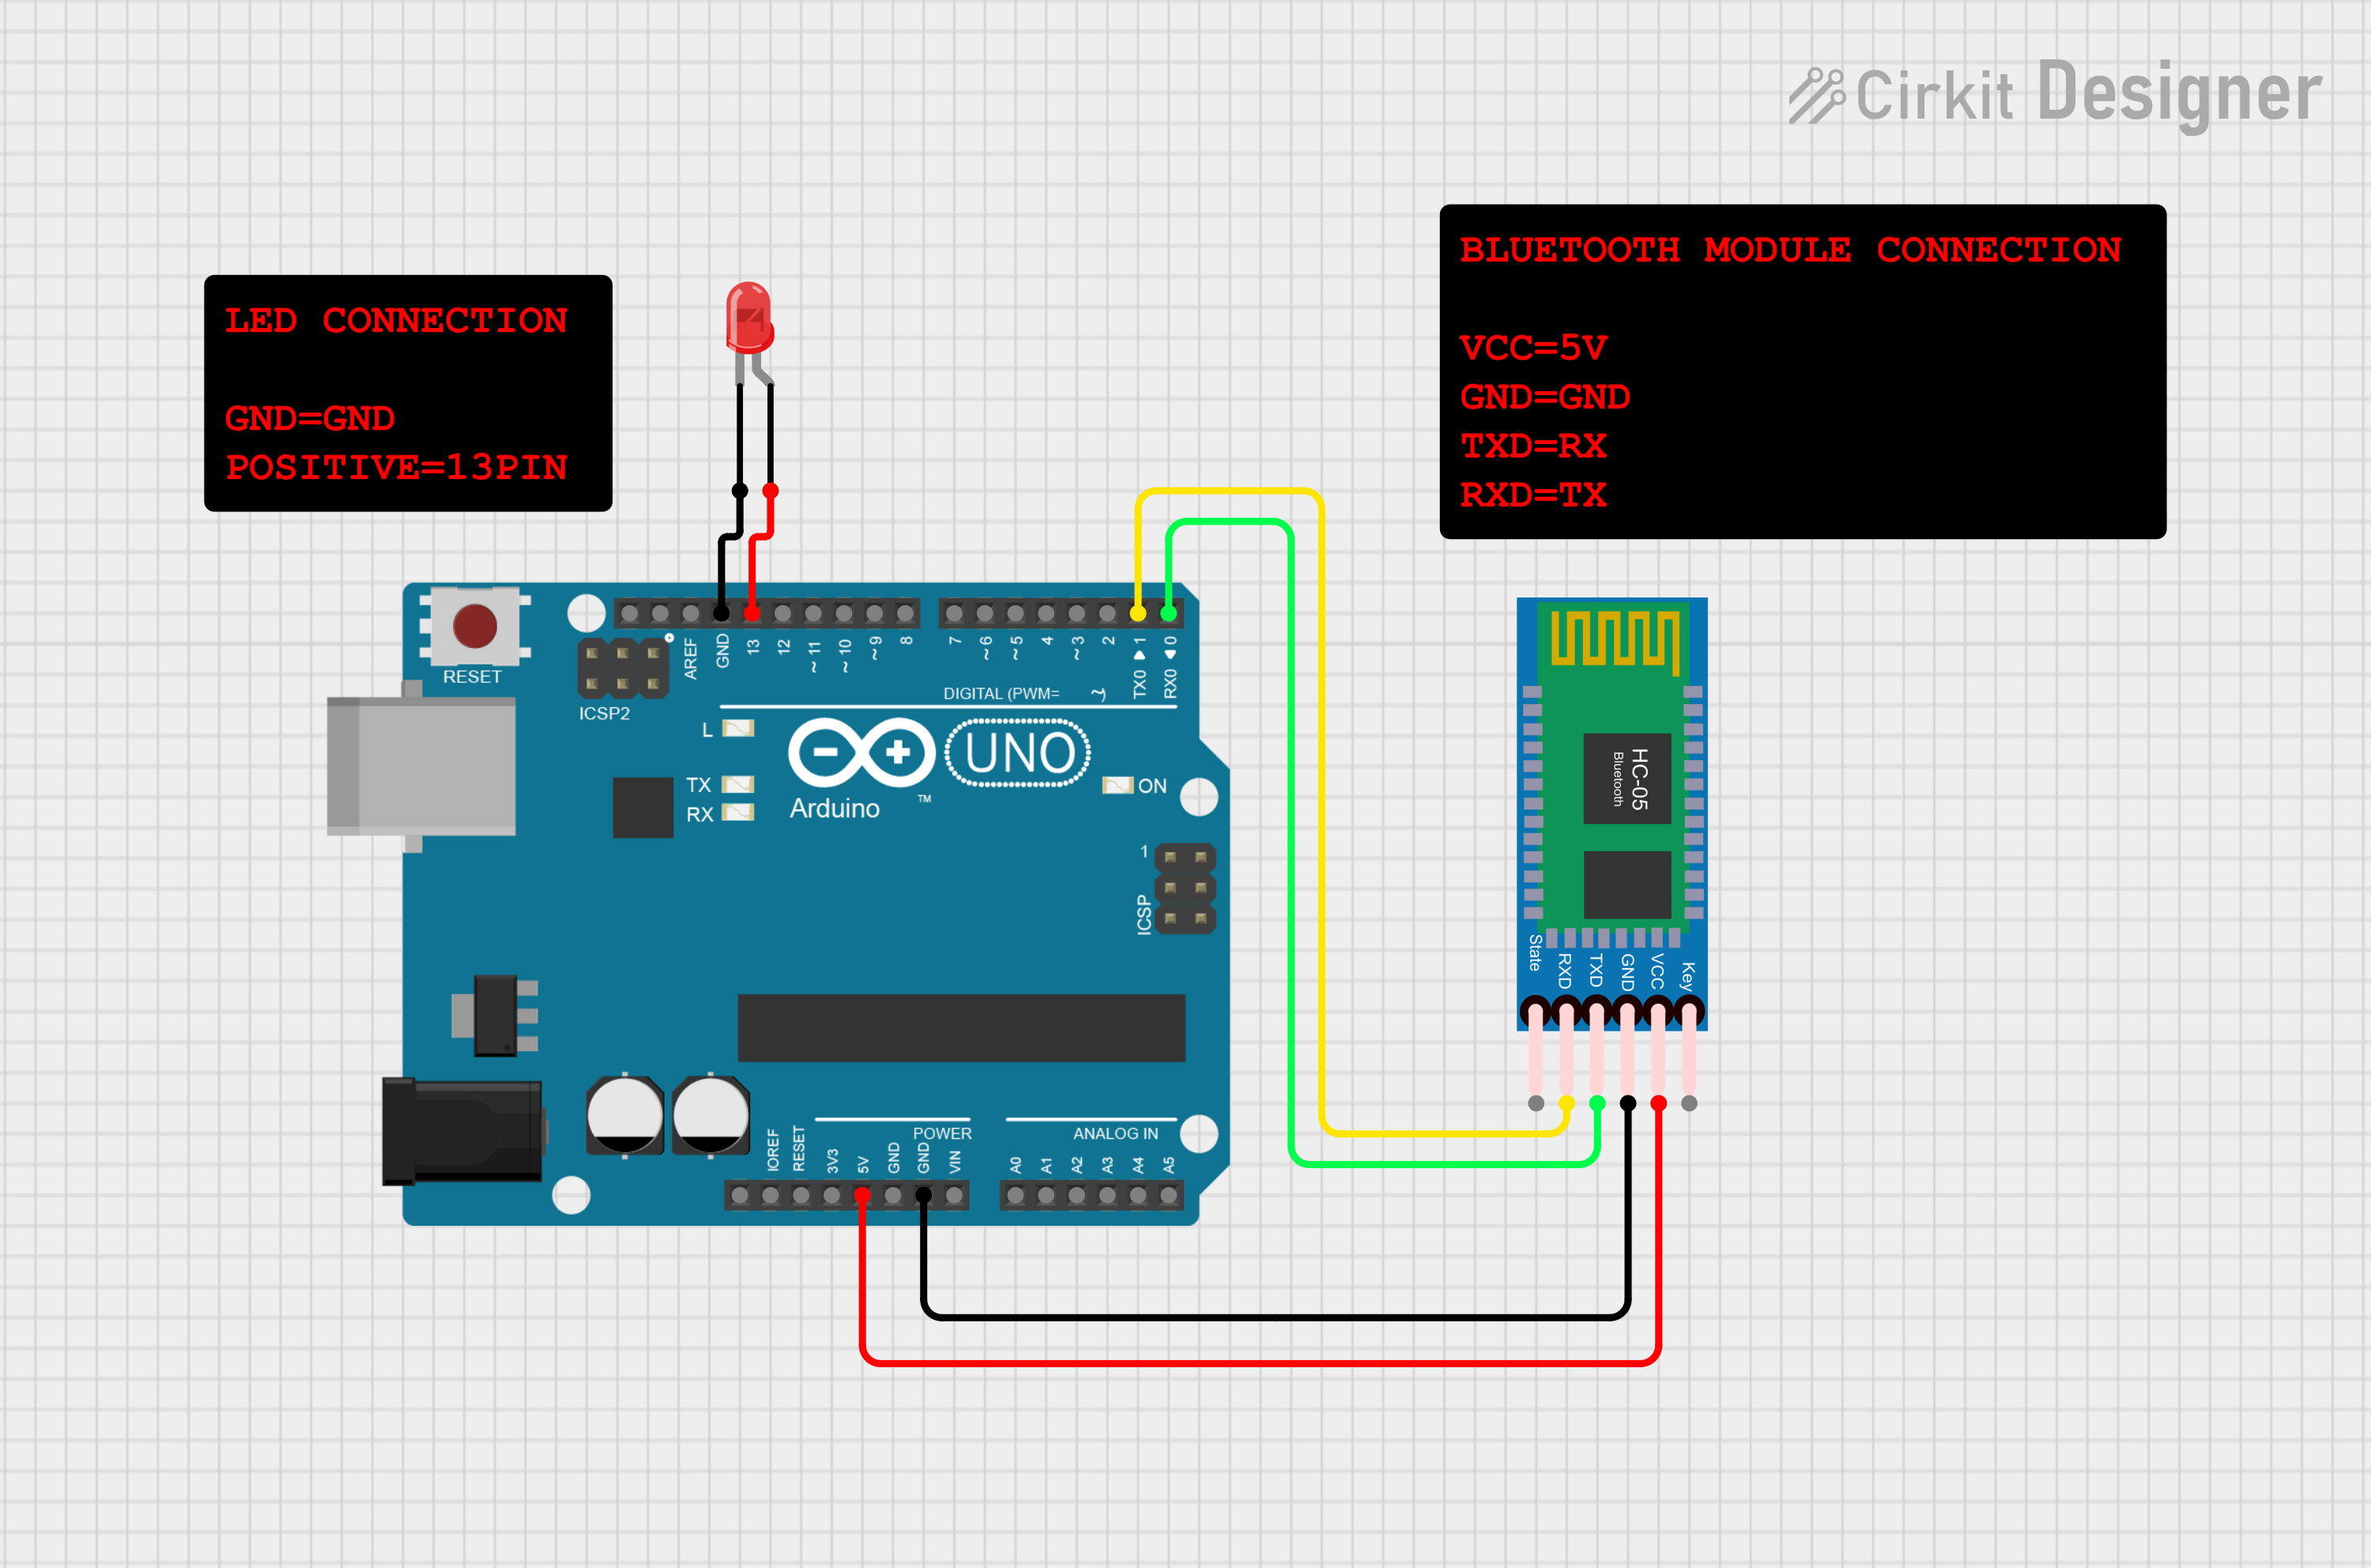 Cirkit Designer
LED CONNECTION
GND=GND
POSITIVE=13PIN
BLUETOOTH MODULE CONNECTION
VCC=5V
GND=GND
TXD=RX
RXD=TX
RESET
ICSP2
AREF
GND
13
12
~11
~10
~9
8
7
~6
~5
4
~3
2
TX0 ▶ 1
RX0 ◀ 0
DIGITAL (PWM= ~)
L
TX
RX
Arduino
TM
UNO
ON
1
ICSP
HC-05
Bluetooth
State
RXD
TXD
GND
VCC
Key
POWER
ANALOG IN
IOREF
RESET
3V3
5V
GND
GND
VIN
A0
A1
A2
A3
A4
A5